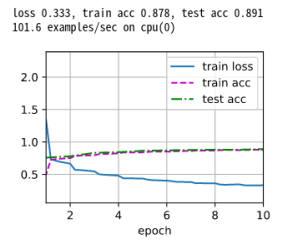 loss 0.333, train acc 0.878, test acc 0.891
101.6 examples/sec on cpu(0)
train loss
train acc
test acc
2.0
1.5
1.0
0.5
2 4 6 8 10
epoch